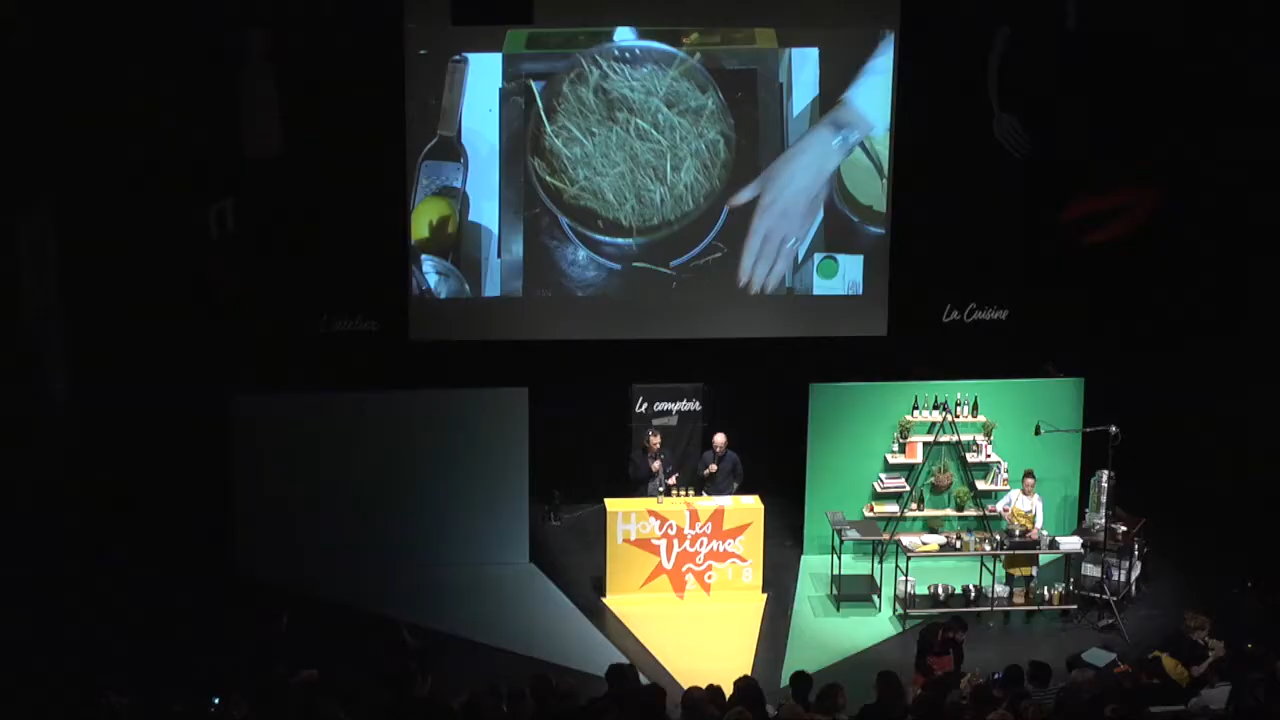 L'atelier
La Cuisine
Le comptoir
Hors Les
Vignes
2018